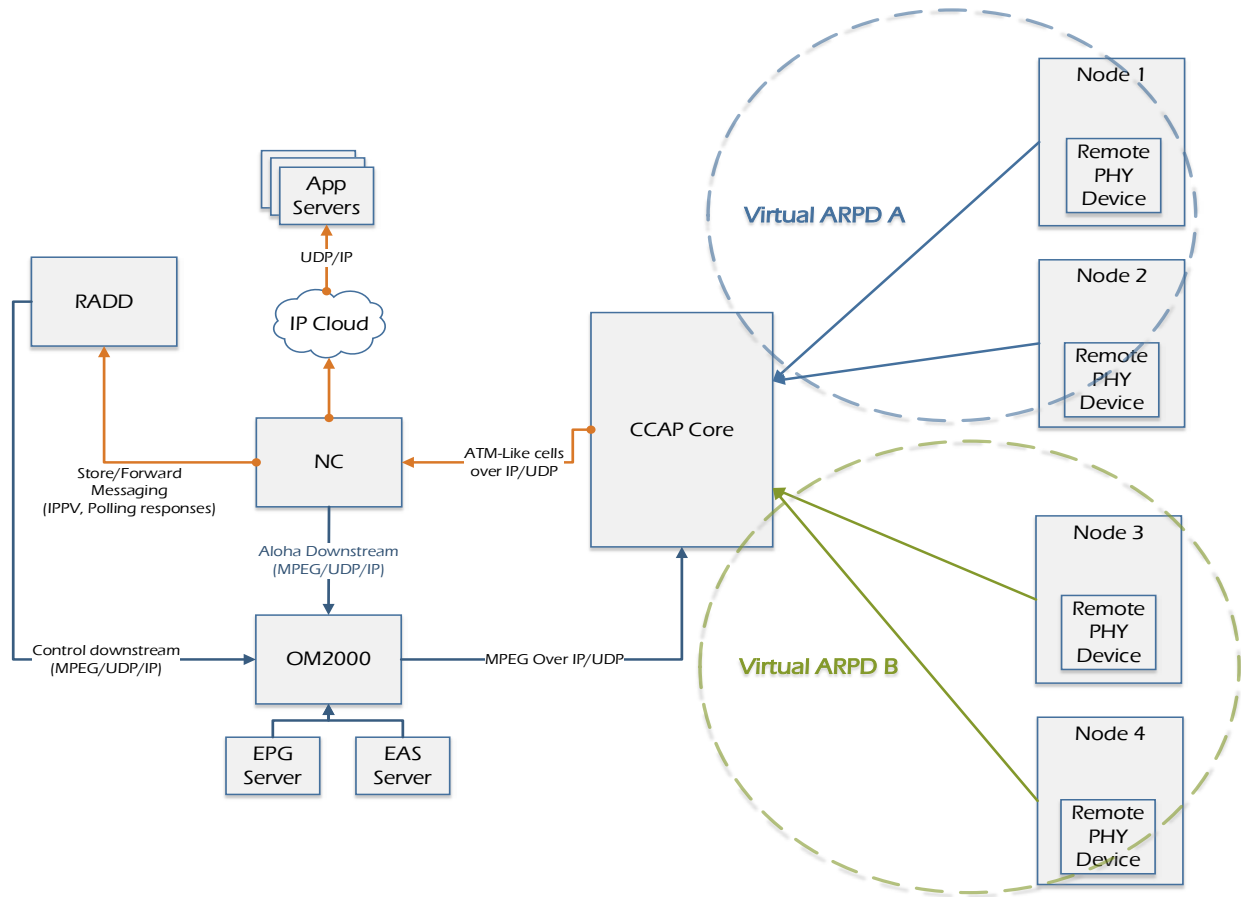 Node 1
Remote
PHY
Device
Virtual ARPD A
App
Servers
UDP/IP
Node 2
Remote
PHY
Device
RADD
IP Cloud
CCAP Core
NC
ATM-Like cells
over IP/UDP
Store/Forward
Messaging
(IPPV, Polling responses)
Aloha Downstream
(MPEG/UDP/IP)
Node 3
Remote
PHY
Device
Control downstream
(MPEG/UDP/IP)
OM2000
MPEG Over IP/UDP
Virtual ARPD B
EPG
Server
EAS
Server
Node 4
Remote
PHY
Device